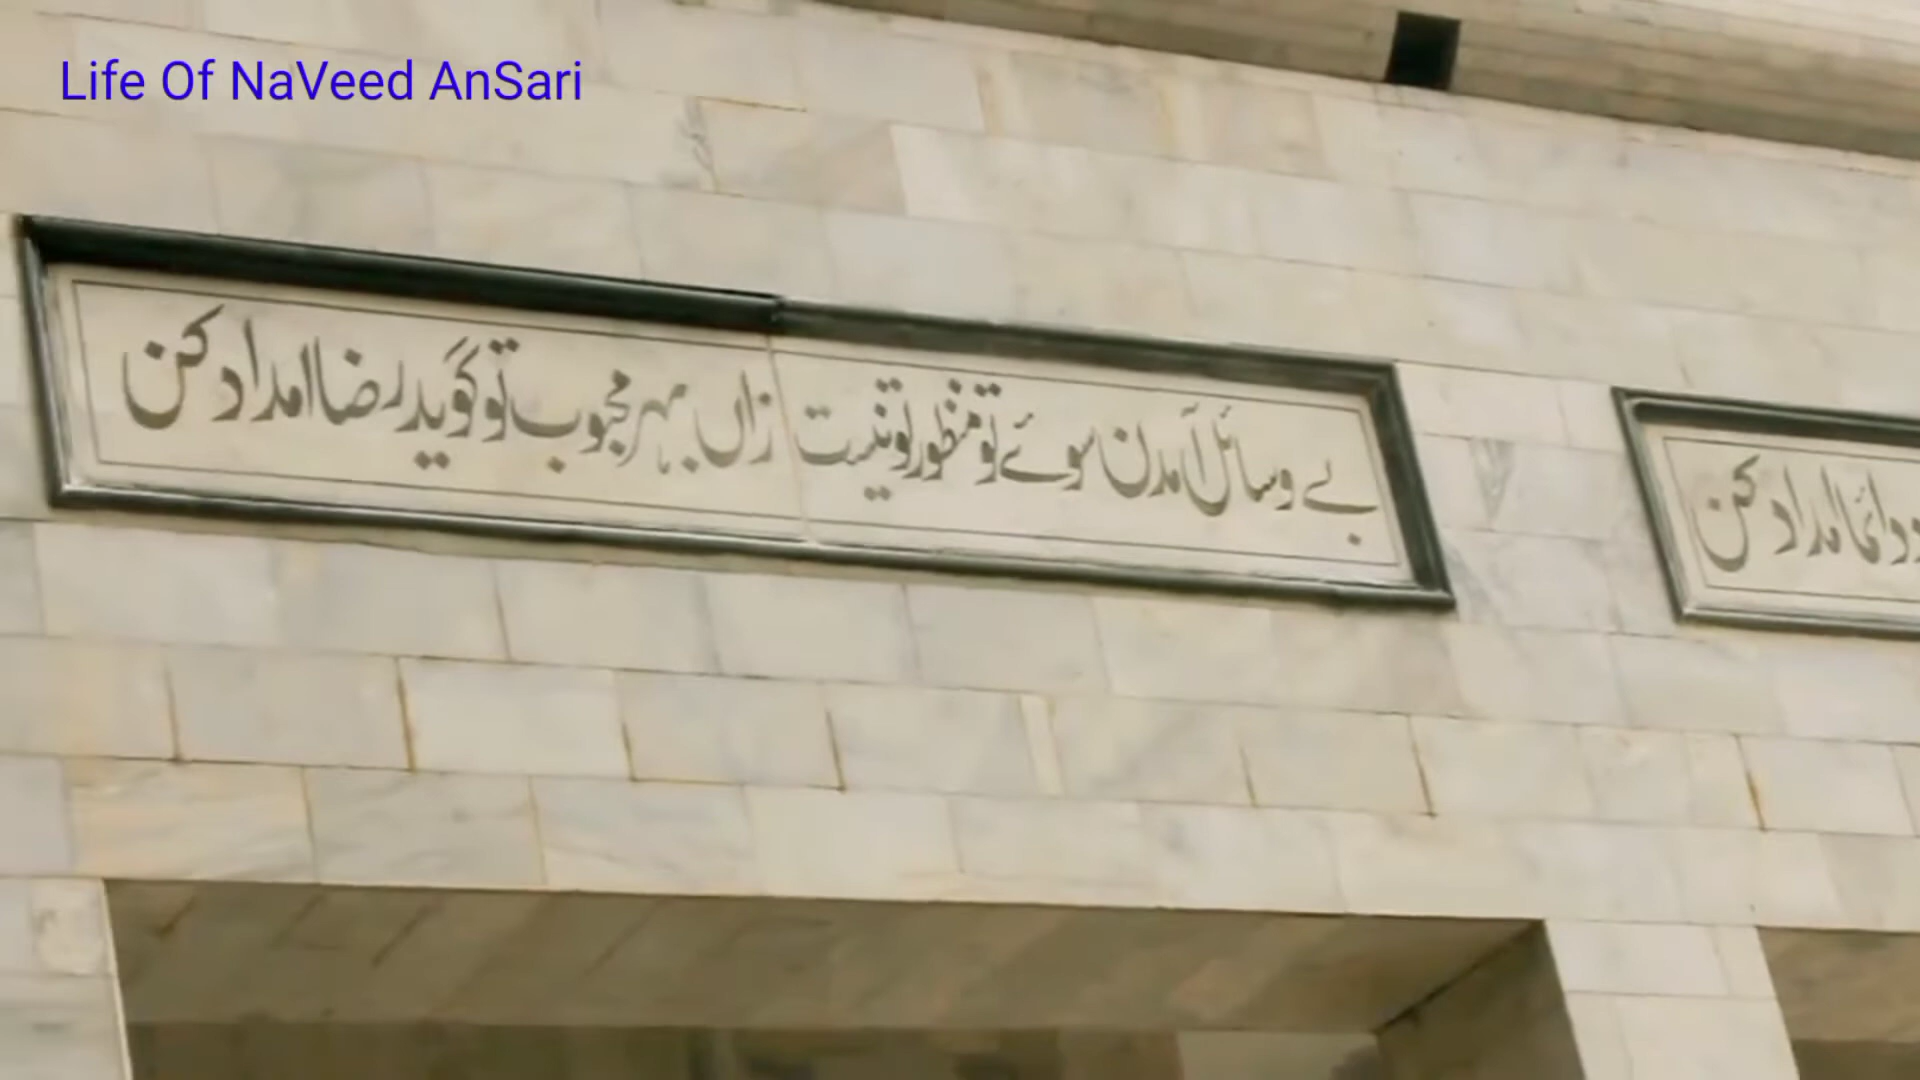 Life Of NaVeed AnSari
بے وسائل آمدن سوئے تو منظور تو نیست زاں بہر محبوب تو گوید رضا امداد کن
دائما امداد کن